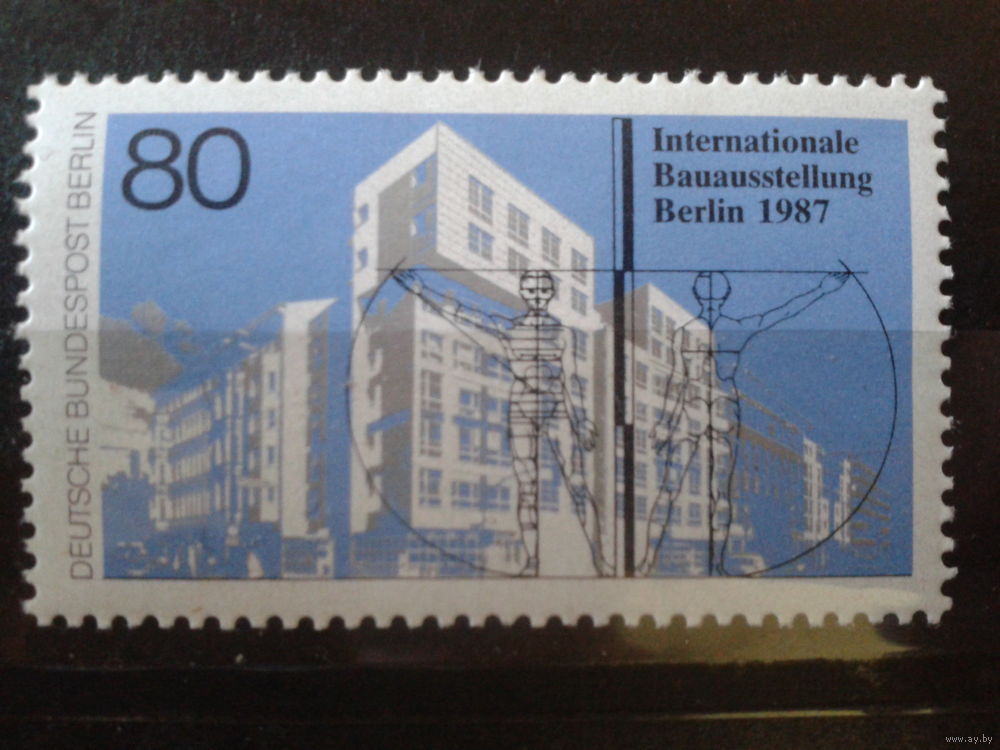 DEUTSCHE BUNDESPOST BERLIN
80
Internationale
Bauausstellung
Berlin 1987
www.ay.by